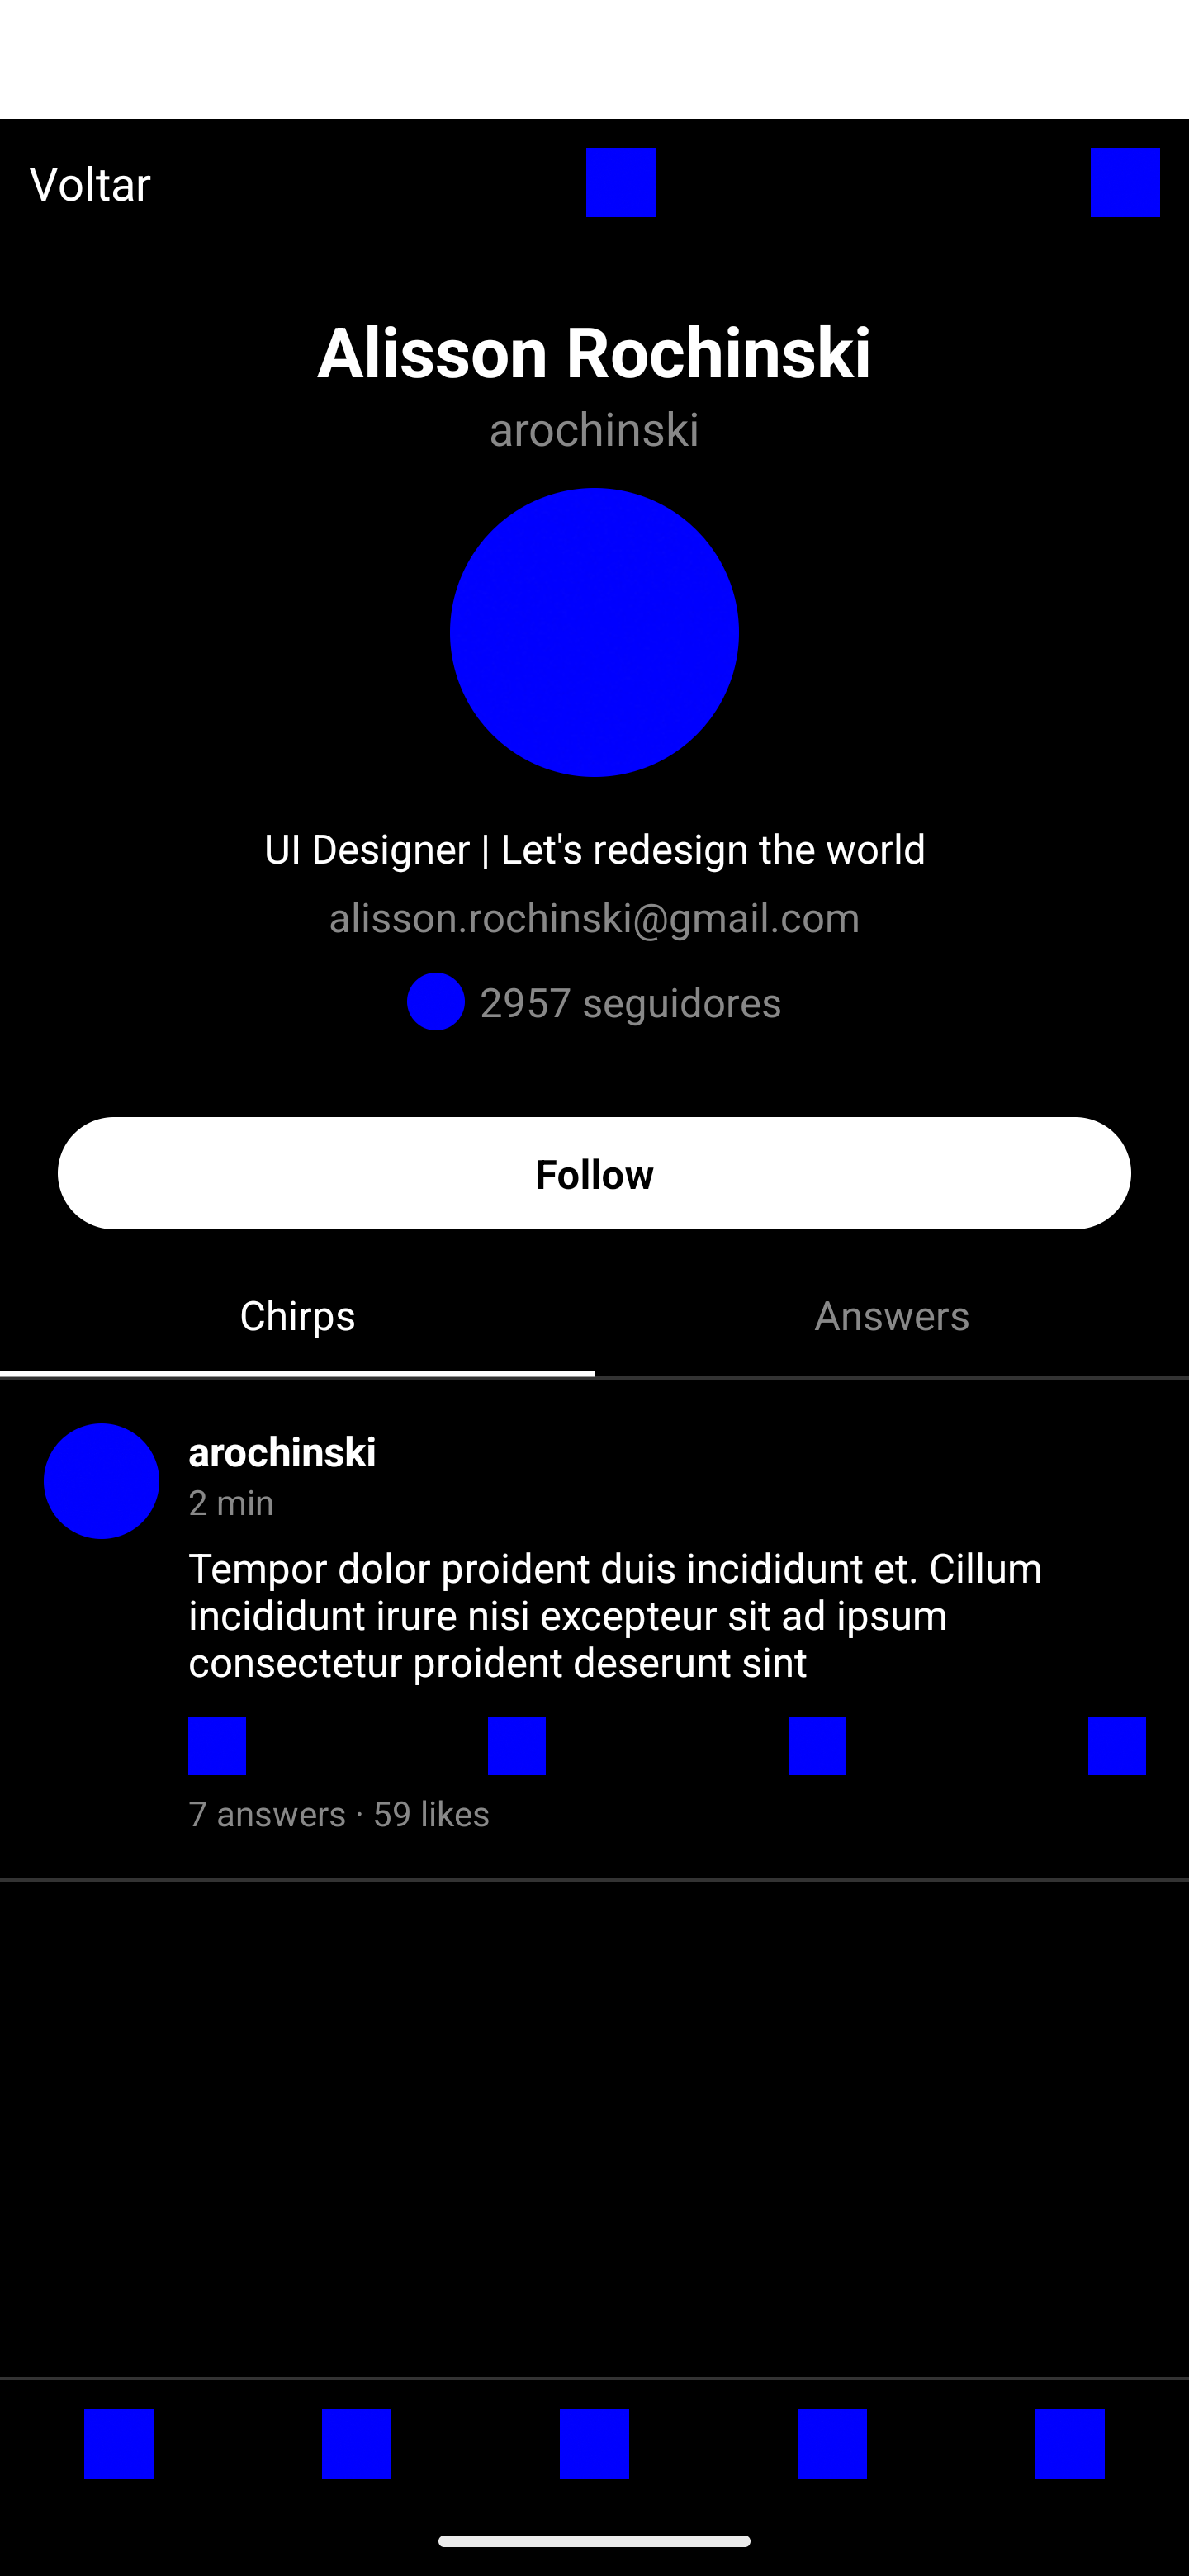 Voltar
Alisson Rochinski
arochinski
UI Designer | Let's redesign the world
alisson.rochinski@gmail.com
2957 seguidores
Follow
Chirps
Answers
arochinski
2 min
Tempor dolor proident duis incididunt et. Cillum
incididunt irure nisi excepteur sit ad ipsum
consectetur proident deserunt sint
7 answers · 59 likes